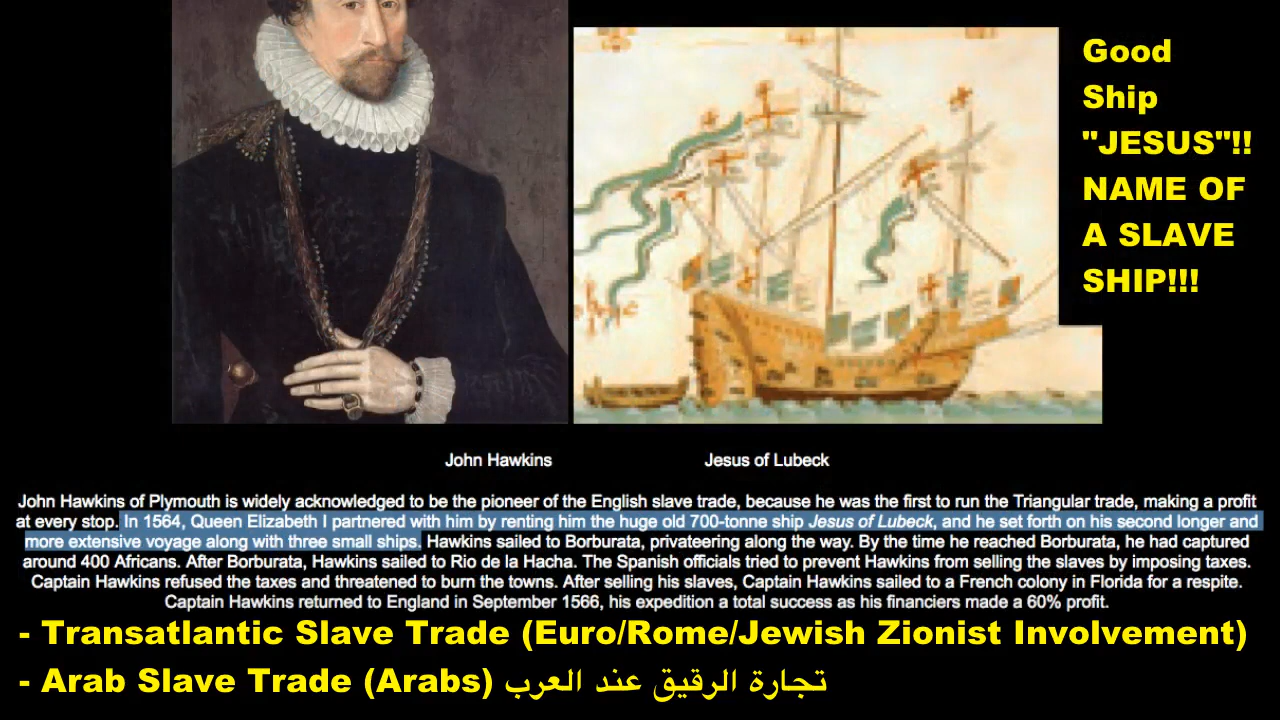 Good
Ship
"JESUS"!!
NAME OF
A SLAVE
SHIP!!!
John Hawkins
Jesus of Lubeck
John Hawkins of Plymouth is widely acknowledged to be the pioneer of the English slave trade, because he was the first to run the Triangular trade, making a profit
at every stop. In 1564, Queen Elizabeth I partnered with him by renting him the huge old 700-tonne ship Jesus of Lubeck, and he set forth on his second longer and
more extensive voyage along with three small ships. Hawkins sailed to Borburata, privateering along the way. By the time he reached Borburata, he had captured
around 400 Africans. After Borburata, Hawkins sailed to Rio de la Hacha. The Spanish officials tried to prevent Hawkins from selling the slaves by imposing taxes.
Captain Hawkins refused the taxes and threatened to burn the towns. After selling his slaves, Captain Hawkins sailed to a French colony in Florida for a respite.
Captain Hawkins returned to England in September 1566, his expedition a total success as his financiers made a 60% profit.
- Transatlantic Slave Trade (Euro/Rome/Jewish Zionist Involvement)
- Arab Slave Trade (Arabs) تجارة الرقيق عند العرب